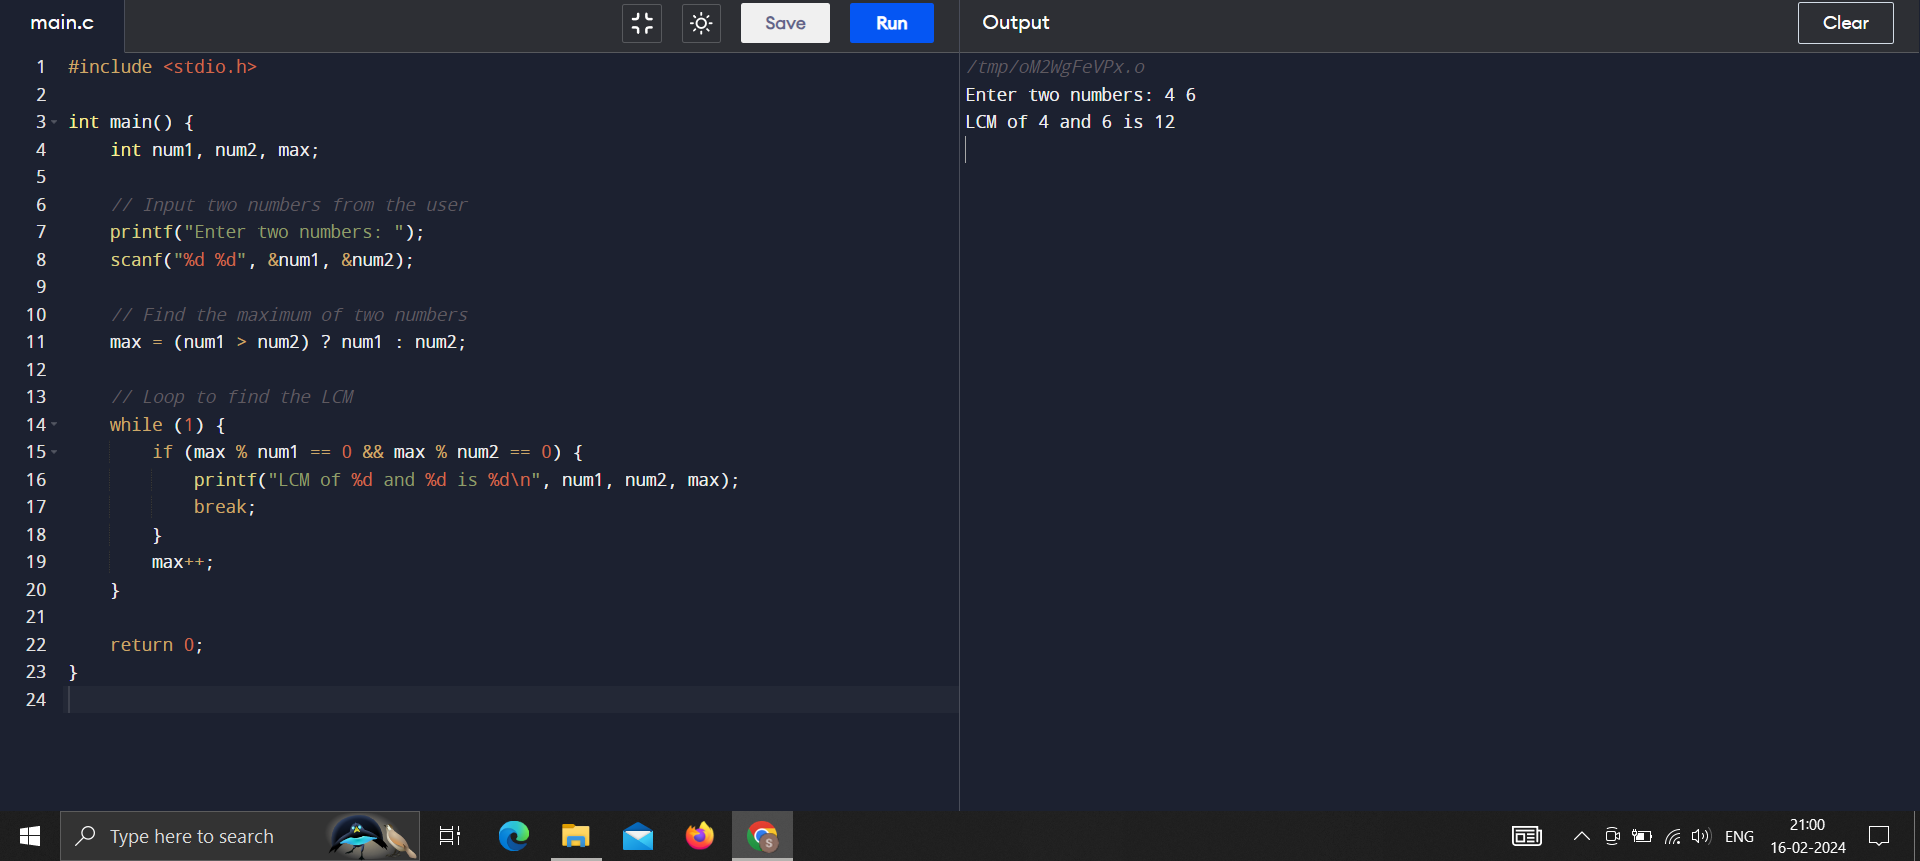 main.c
Save
Run
Output
Clear
1 #include <stdio.h>
2
3 int main() {
4     int num1, num2, max;
5
6     // Input two numbers from the user
7     printf("Enter two numbers: ");
8     scanf("%d %d", &num1, &num2);
9
10     // Find the maximum of two numbers
11     max = (num1 > num2) ? num1 : num2;
12
13     // Loop to find the LCM
14     while (1) {
15         if (max % num1 == 0 && max % num2 == 0) {
16             printf("LCM of %d and %d is %d\n", num1, num2, max);
17             break;
18         }
19         max++;
20     }
21
22     return 0;
23 }
24
/tmp/oM2WgFeVPx.o
Enter two numbers: 4 6
LCM of 4 and 6 is 12
Type here to search
S
ENG
21:00
16-02-2024